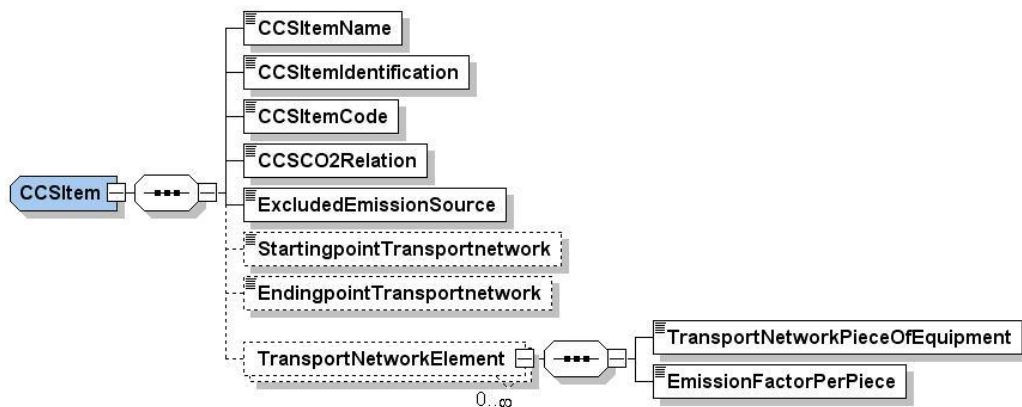 CCSItemName
CCSItemIdentification
CCSItemCode
CCSCO2Relation
CCSItem
ExcludedEmissionSource
StartingpointTransportnetwork
EndingpointTransportnetwork
TransportNetworkElement
0..∞
TransportNetworkPieceOfEquipment
EmissionFactorPerPiece